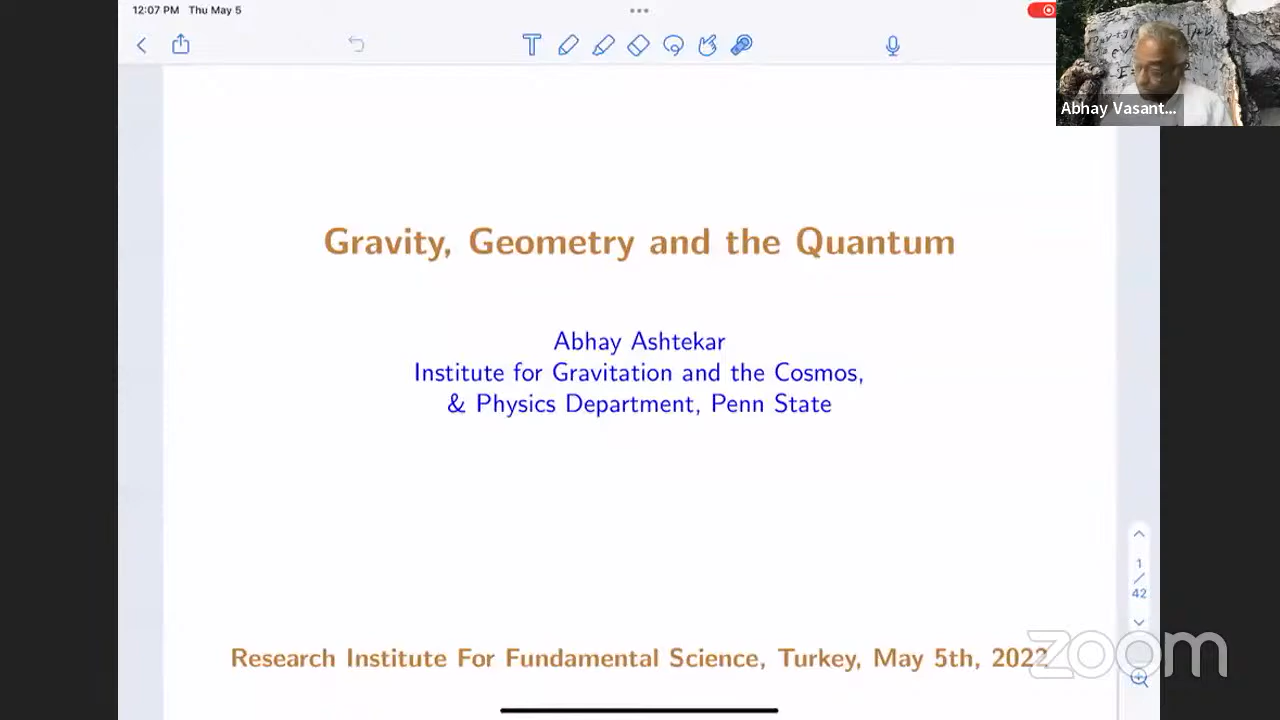 12:07 PM Thu May 5
Abhay Vasant...
Gravity, Geometry and the Quantum
Abhay Ashtekar
Institute for Gravitation and the Cosmos,
& Physics Department, Penn State
1
/
42
Research Institute For Fundamental Science, Turkey, May 5th, 2022
zoom